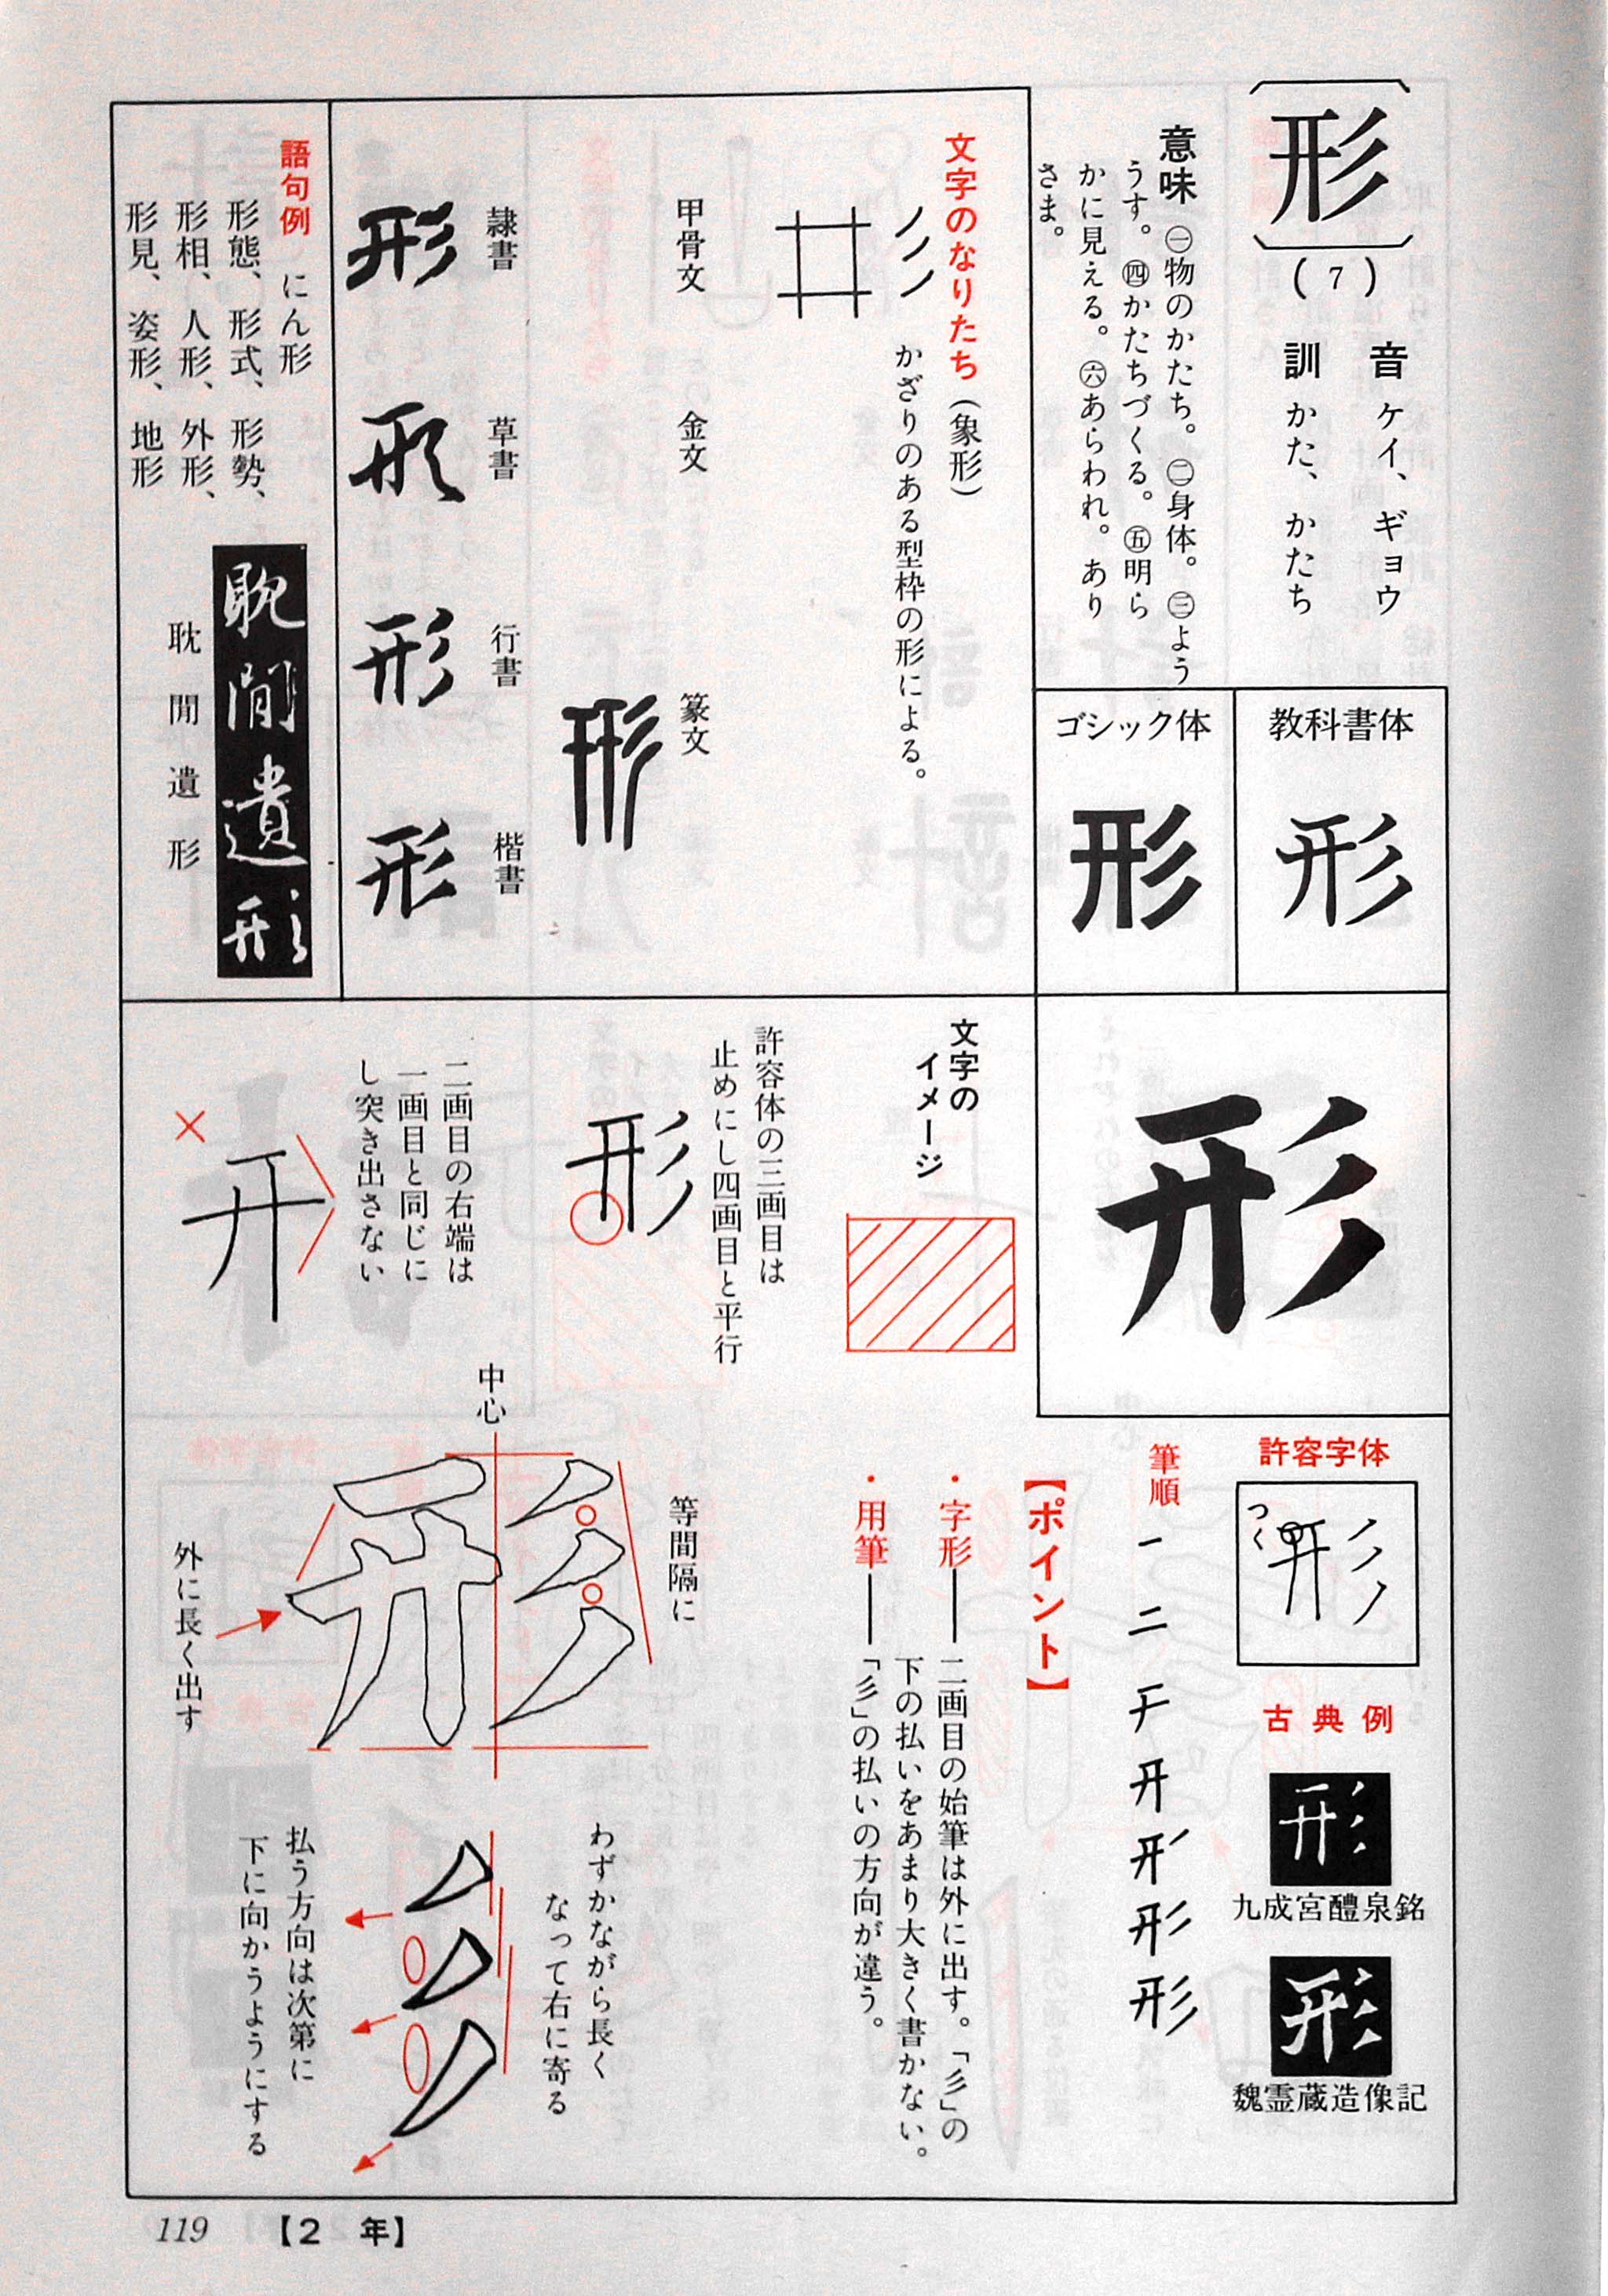 形
(7)
音 ケイ、ギョウ
訓 かた、かたち
意味 ㊀物のかたち。㊁身体。㊂よう
うす。㊃かたちづくる。㊄明ら
かに見える。㊅あらわれ。あり
さま。
教科書体
形
ゴシック体
形
文字のなりたち(象形)
かざりのある型枠の形による。
甲骨文
金文
篆文
形
隷書
形
草書
形
行書
形
楷書
形
語句例 にん形
形態、形式、形勢、
形相、人形、外形、
形見、姿形、地形
耽閒遺形
耽閒遺形
形
許容字体
形
つく
古典例
形
九成宮醴泉銘
形
魏霊蔵造像記
筆順
【ポイント】
・字形――二画目の始筆は外に出す。「彡」の
下の払いをあまり大きく書かない。
・用筆――「彡」の払いの方向が違う。
文字の
イメージ
許容体の三画目は
止めにし四画目と平行
形
二画目の右端は
一画目と同じに
し突き出さない
×
开
中心
形
等間隔に
外に長く出す
わずかながら長く
なって右に寄る
払う方向は次第に
下に向かうようにする
119 【2 年】